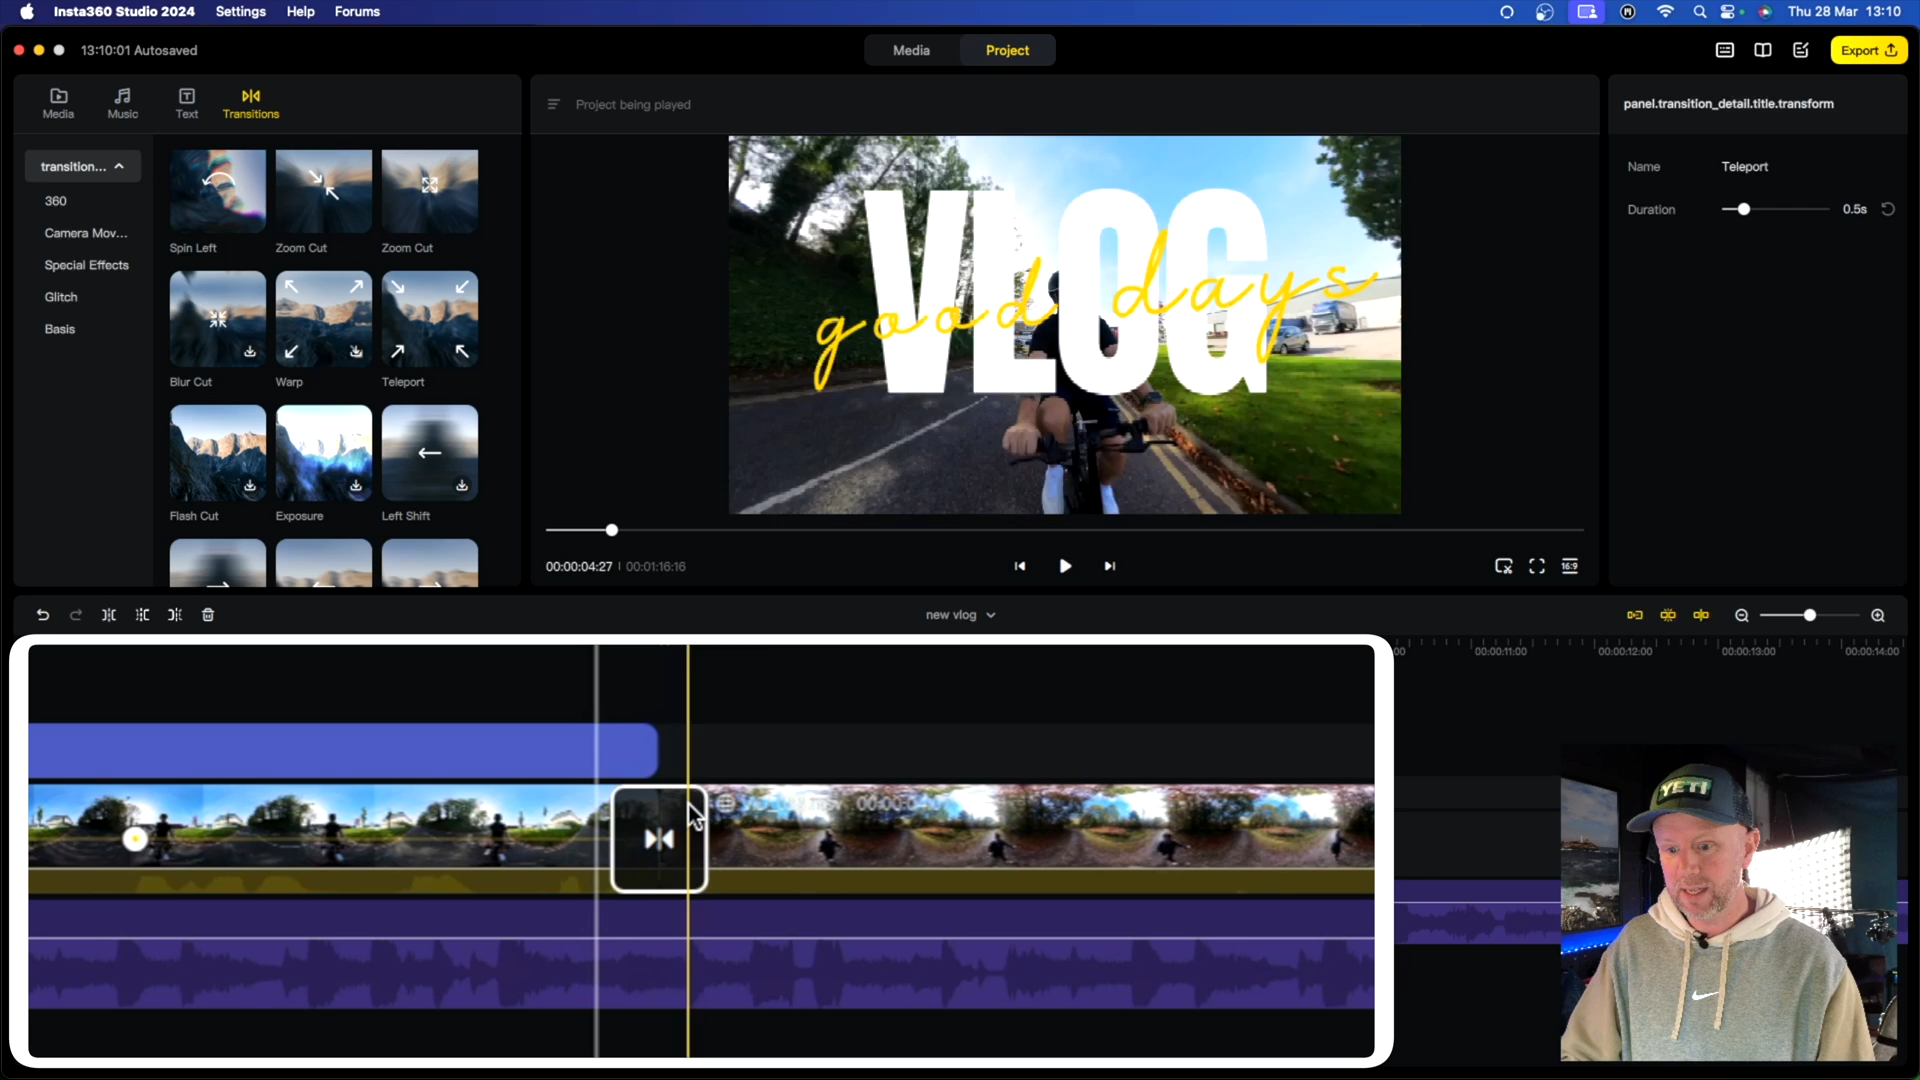 Insta360 Studio 2024 Settings Help Forums
Thu 28 Mar 13:10
13:10:01 Autosaved
Media Project
Export
Media Music Text Transitions
Project being played
panel.transition_detail.title.transform
transition...
360
Camera Mov...
Special Effects
Glitch
Basis
Spin Left Zoom Cut Zoom Cut
Blur Cut Warp Teleport
Flash Cut Exposure Left Shift
VLOG
good days
Name Teleport
Duration 0.5s
00:00:04:27 | 00:01:16:16
16:9
new vlog
00:00:11:00 00:00:12:00 00:00:13:00 00:00:14:00
YETI